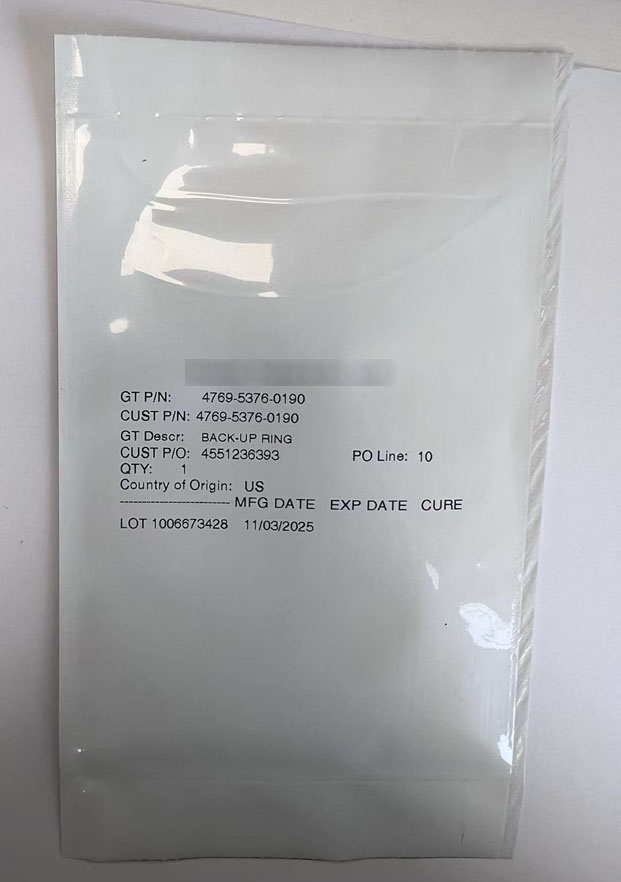 GT P/N: 4769-5376-0190
CUST P/N: 4769-5376-0190
GT Descr: BACK-UP RING
CUST P/O: 4551236393 PO Line: 10
QTY: 1
Country of Origin: US
------------------------- MFG DATE EXP DATE CURE
LOT 1006673428 11/03/2025